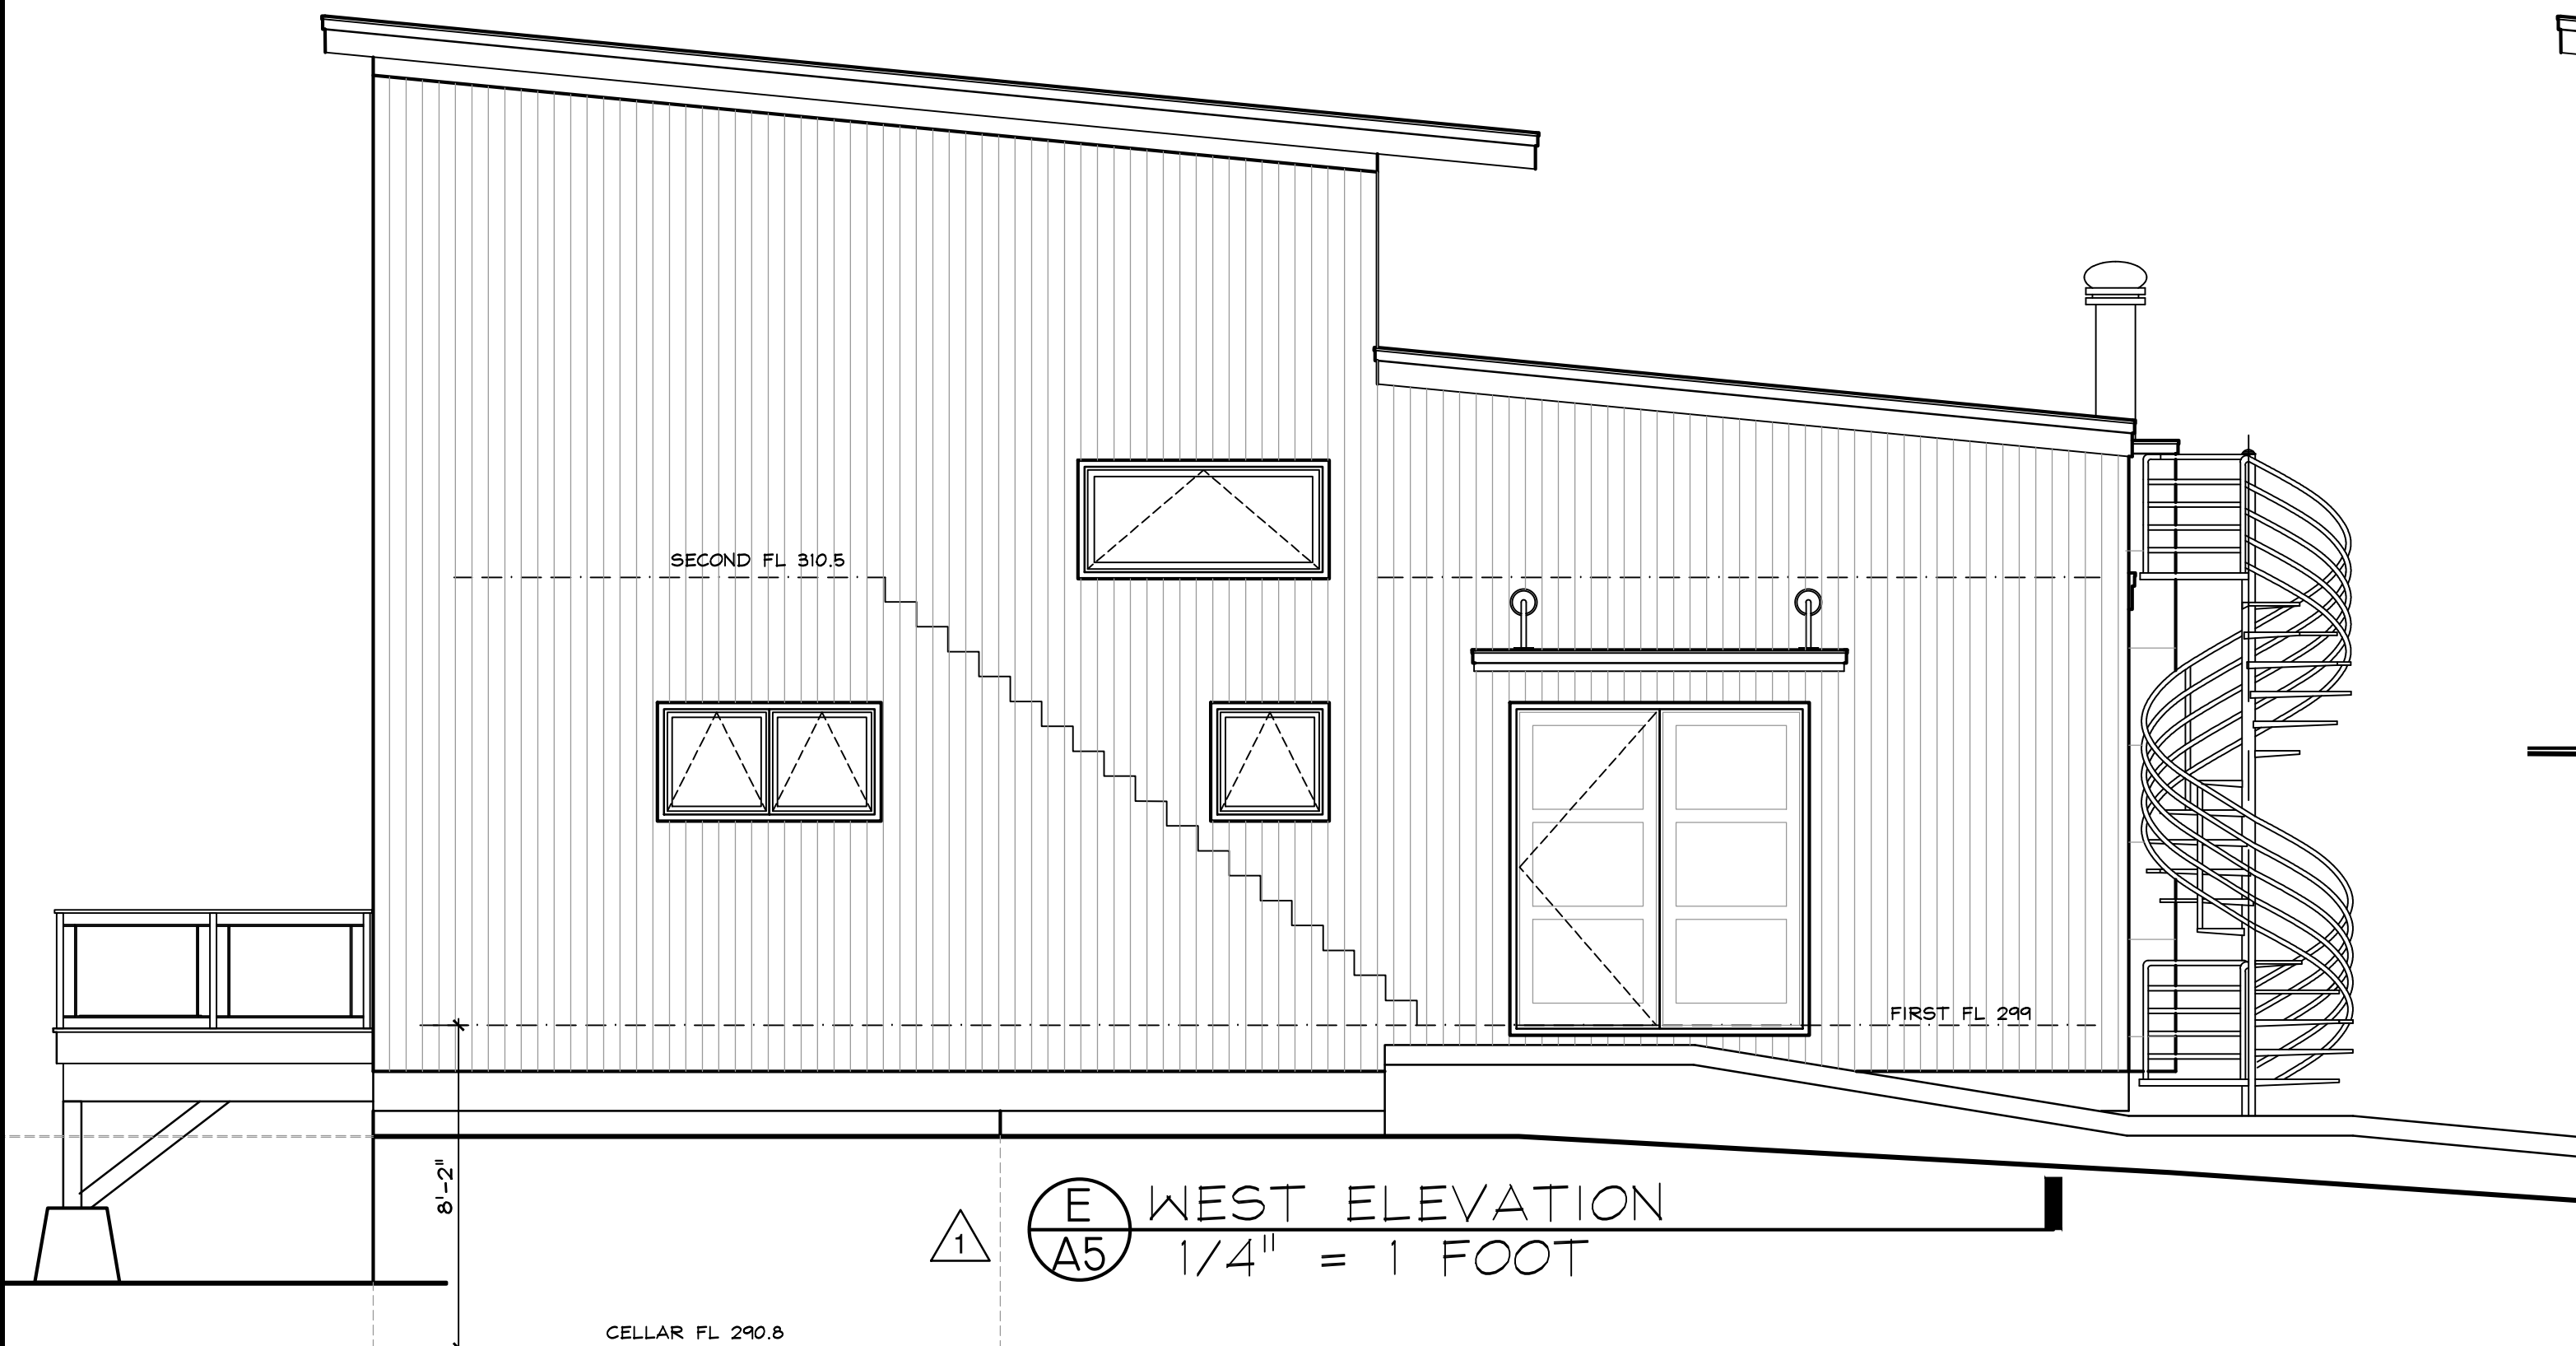 SECOND FL 310.5
FIRST FL 299
8'-2"
1
E
A5
WEST ELEVATION
1/4" = 1 FOOT
CELLAR FL 290.8